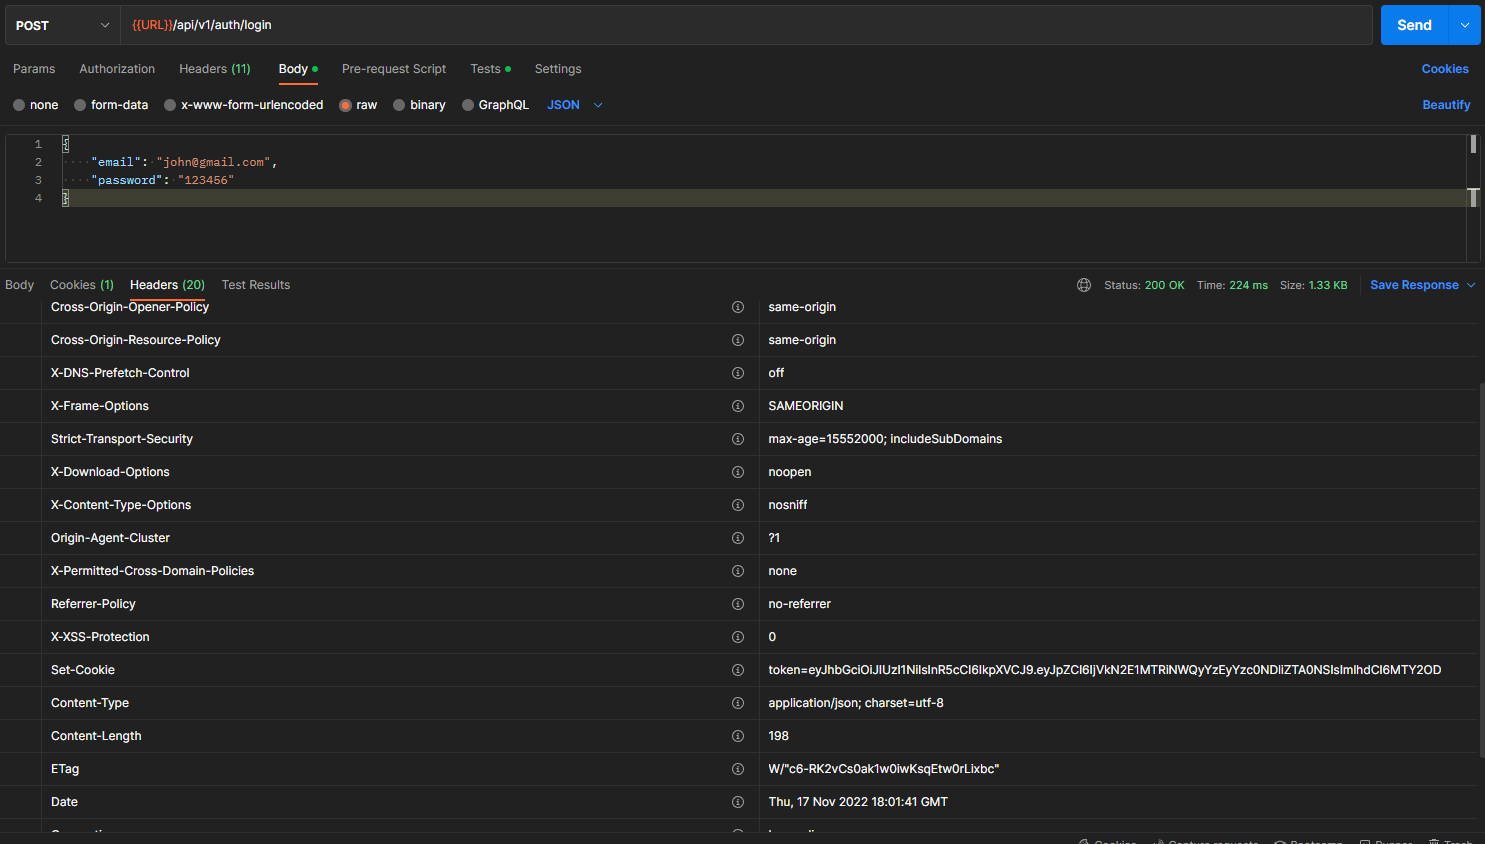 POST {{URL}}/api/v1/auth/login Send
Params Authorization Headers (11) Body Pre-request Script Tests Settings Cookies
none form-data x-www-form-urlencoded raw binary GraphQL JSON Beautify
1 {
2 "email": "john@gmail.com",
3 "password": "123456"
4 }
Body Cookies (1) Headers (20) Test Results Status: 200 OK Time: 224 ms Size: 1.33 KB Save Response
Cross-Origin-Opener-Policy same-origin
Cross-Origin-Resource-Policy same-origin
X-DNS-Prefetch-Control off
X-Frame-Options SAMEORIGIN
Strict-Transport-Security max-age=15552000; includeSubDomains
X-Download-Options noopen
X-Content-Type-Options nosniff
Origin-Agent-Cluster ?1
X-Permitted-Cross-Domain-Policies none
Referrer-Policy no-referrer
X-XSS-Protection 0
Set-Cookie token=eyJhbGciOiJIUzI1NiIsInR5cCI6IkpXVCJ9.eyJpZCI6IjVkN2E1MTRiNWQyYzEyYzc0NDliZTA0NSIsImlhdCI6MTY2OD
Content-Type application/json; charset=utf-8
Content-Length 198
ETag W/"c6-RK2vCs0ak1w0iwKsqEtw0rLixbc"
Date Thu, 17 Nov 2022 18:01:41 GMT